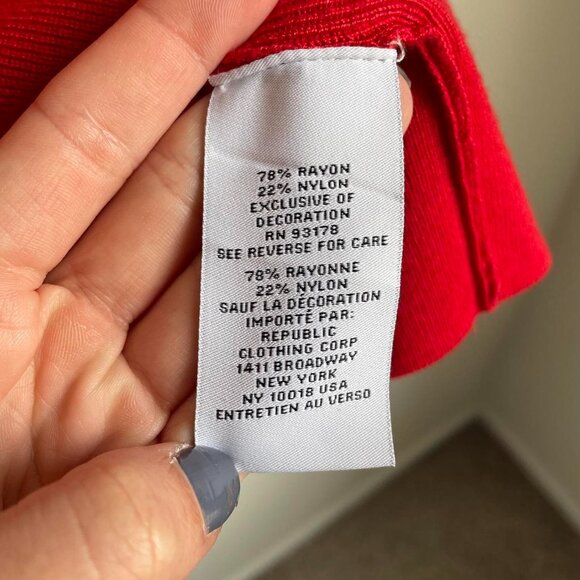 78% RAYON
22% NYLON
EXCLUSIVE OF
DECORATION
RN 93178
SEE REVERSE FOR CARE
78% RAYONNE
22% NYLON
SAUF LA DÉCORATION
IMPORTÉ PAR:
REPUBLIC
CLOTHING CORP
1411 BROADWAY
NEW YORK
NY 10018 USA
ENTRETIEN AU VERSO